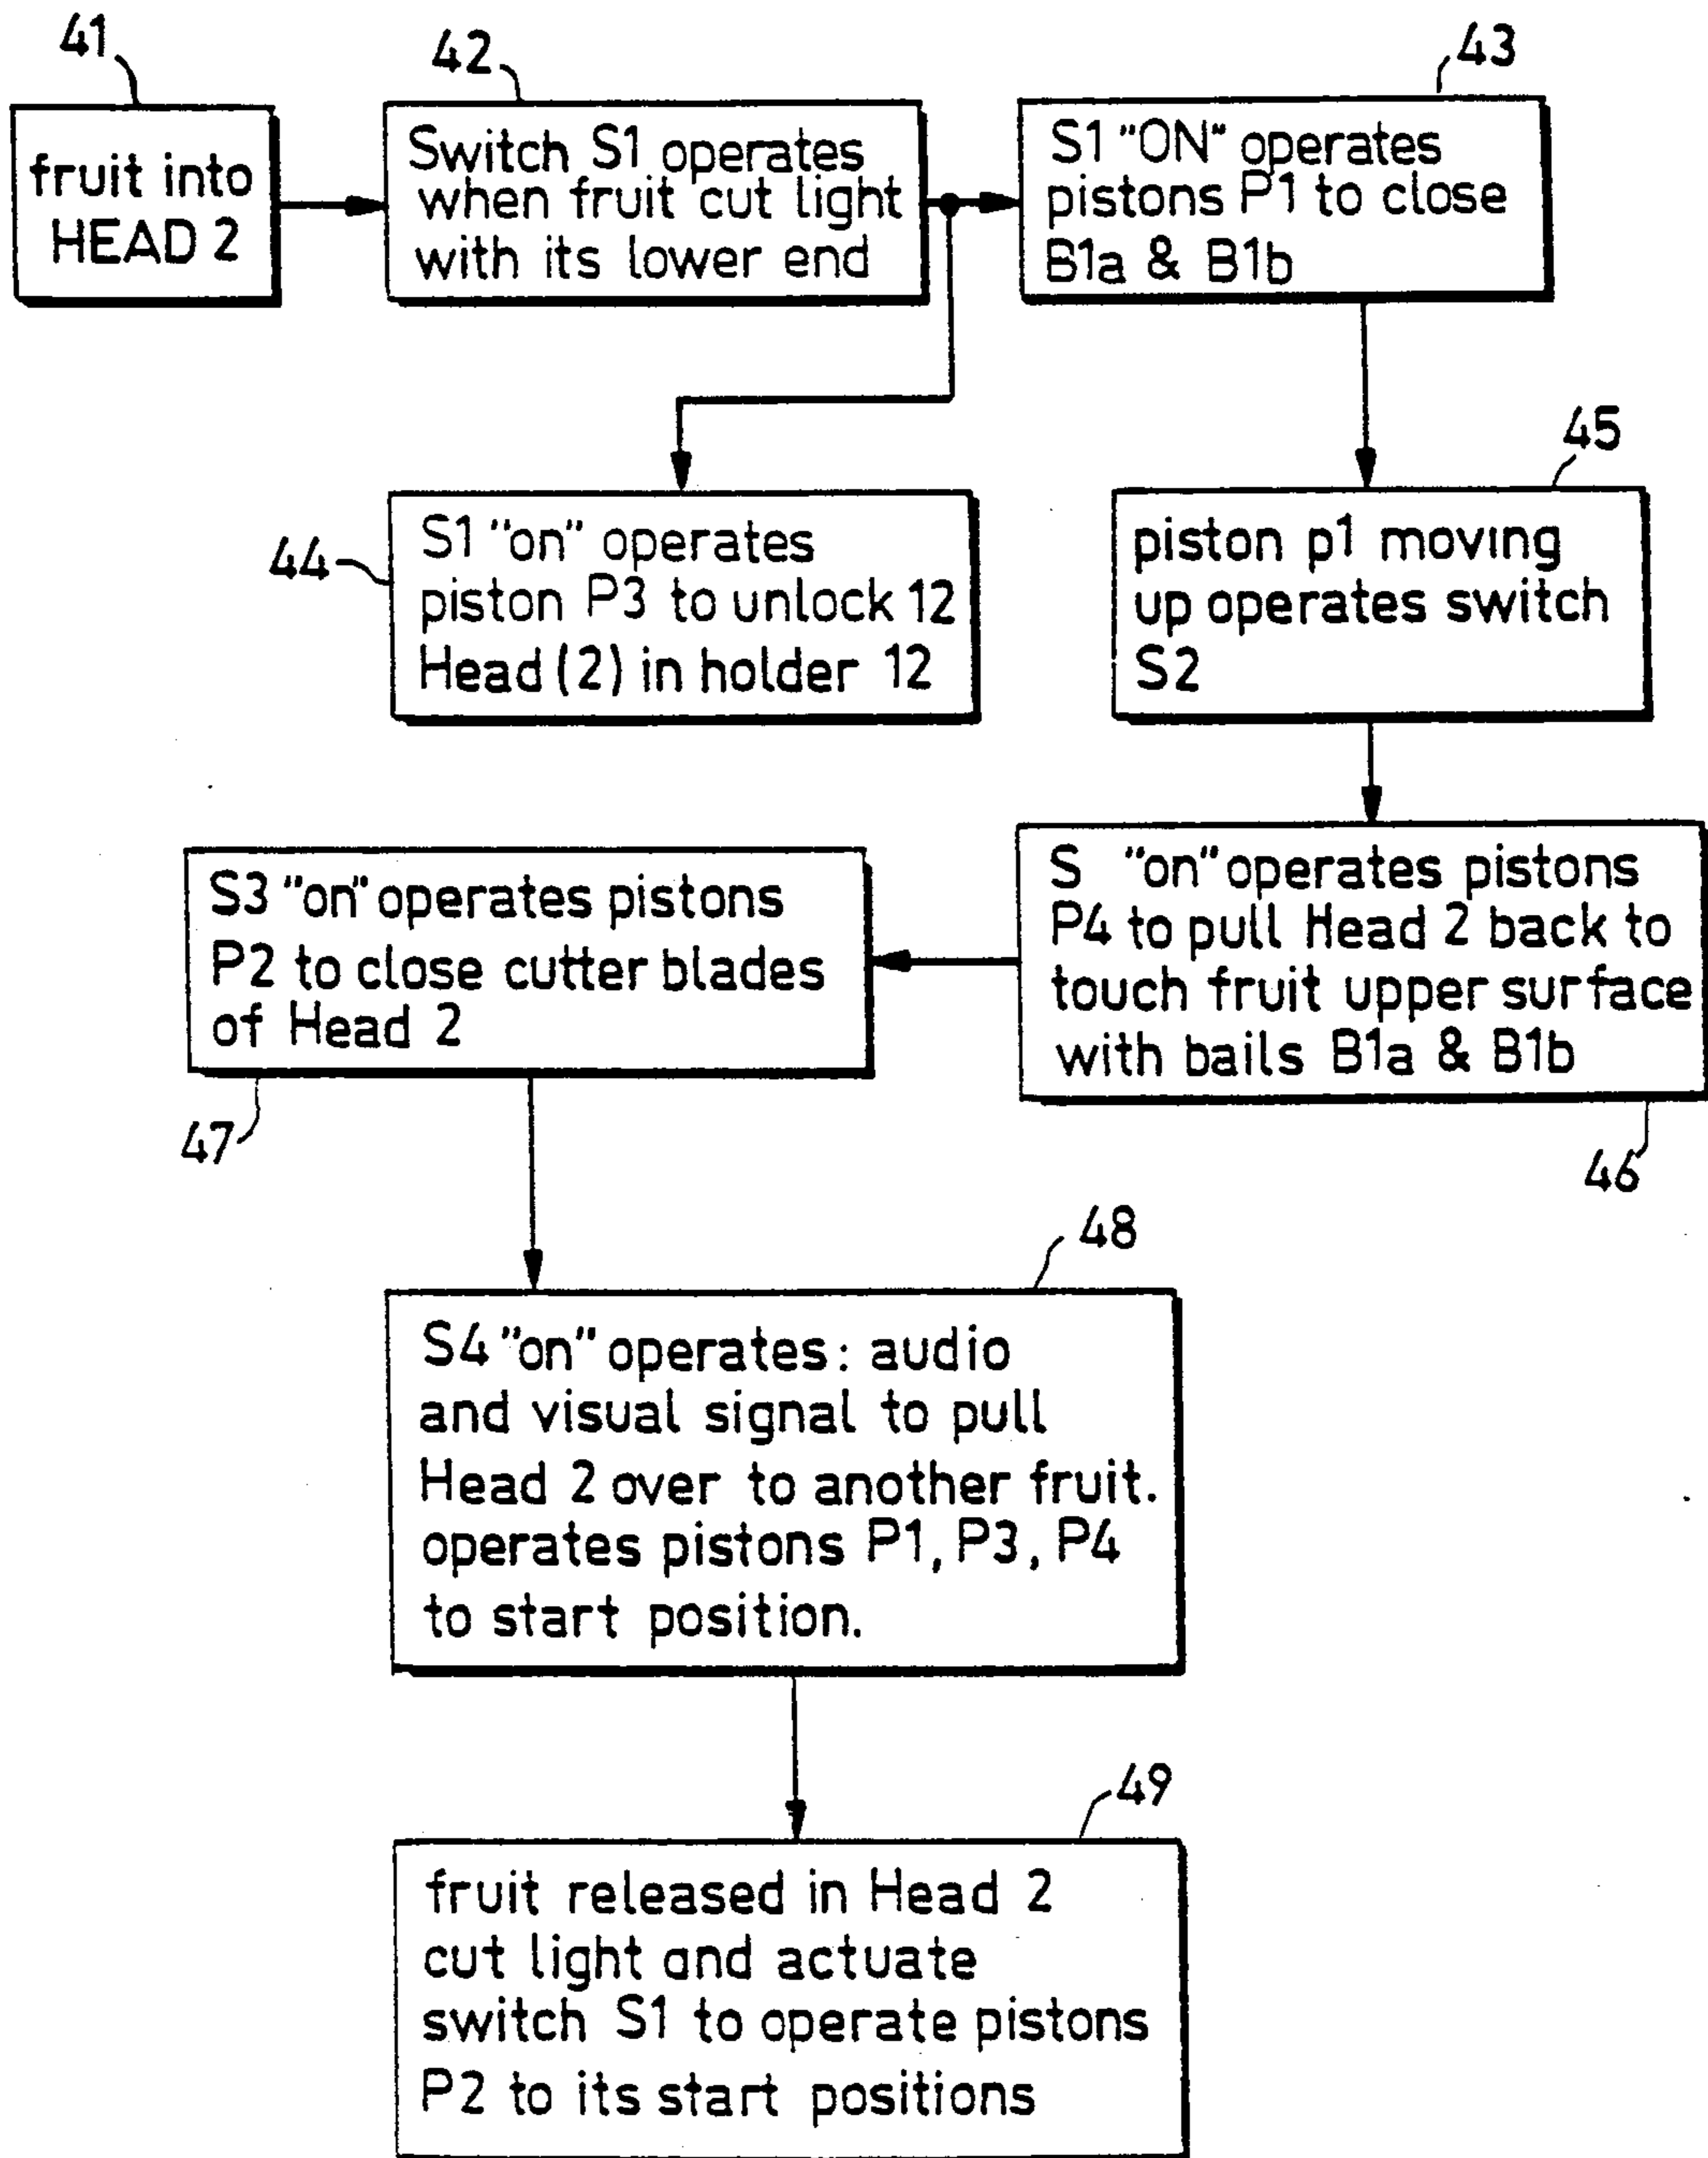 41
fruit into
HEAD 2
42
Switch S1 operates
when fruit cut light
with its lower end
43
S1 "ON" operates
pistons P1 to close
B1a & B1b
44
S1 "on" operates
piston P3 to unlock 12
Head (2) in holder 12
45
piston p1 moving
up operates switch
S2
S "on" operates pistons
P4 to pull Head 2 back to
touch fruit upper surface
with bails B1a & B1b
46
S3 "on" operates pistons
P2 to close cutter blades
of Head 2
47
48
S4 "on" operates: audio
and visual signal to pull
Head 2 over to another fruit.
operates pistons P1, P3, P4
to start position.
49
fruit released in Head 2
cut light and actuate
switch S1 to operate pistons
P2 to its start positions